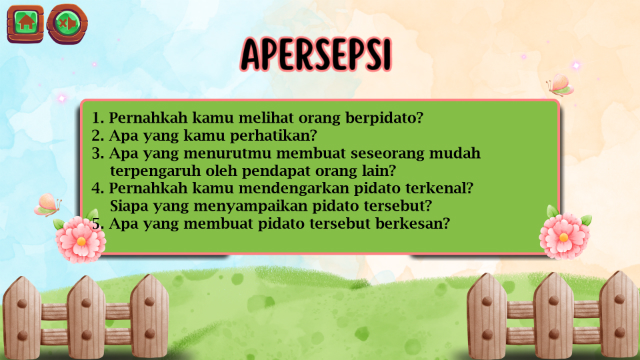 APERSEPSI
1. Pernahkah kamu melihat orang berpidato?
2. Apa yang kamu perhatikan?
3. Apa yang menurutmu membuat seseorang mudah
terpengaruh oleh pendapat orang lain?
4. Pernahkah kamu mendengarkan pidato terkenal?
Siapa yang menyampaikan pidato tersebut?
5. Apa yang membuat pidato tersebut berkesan?